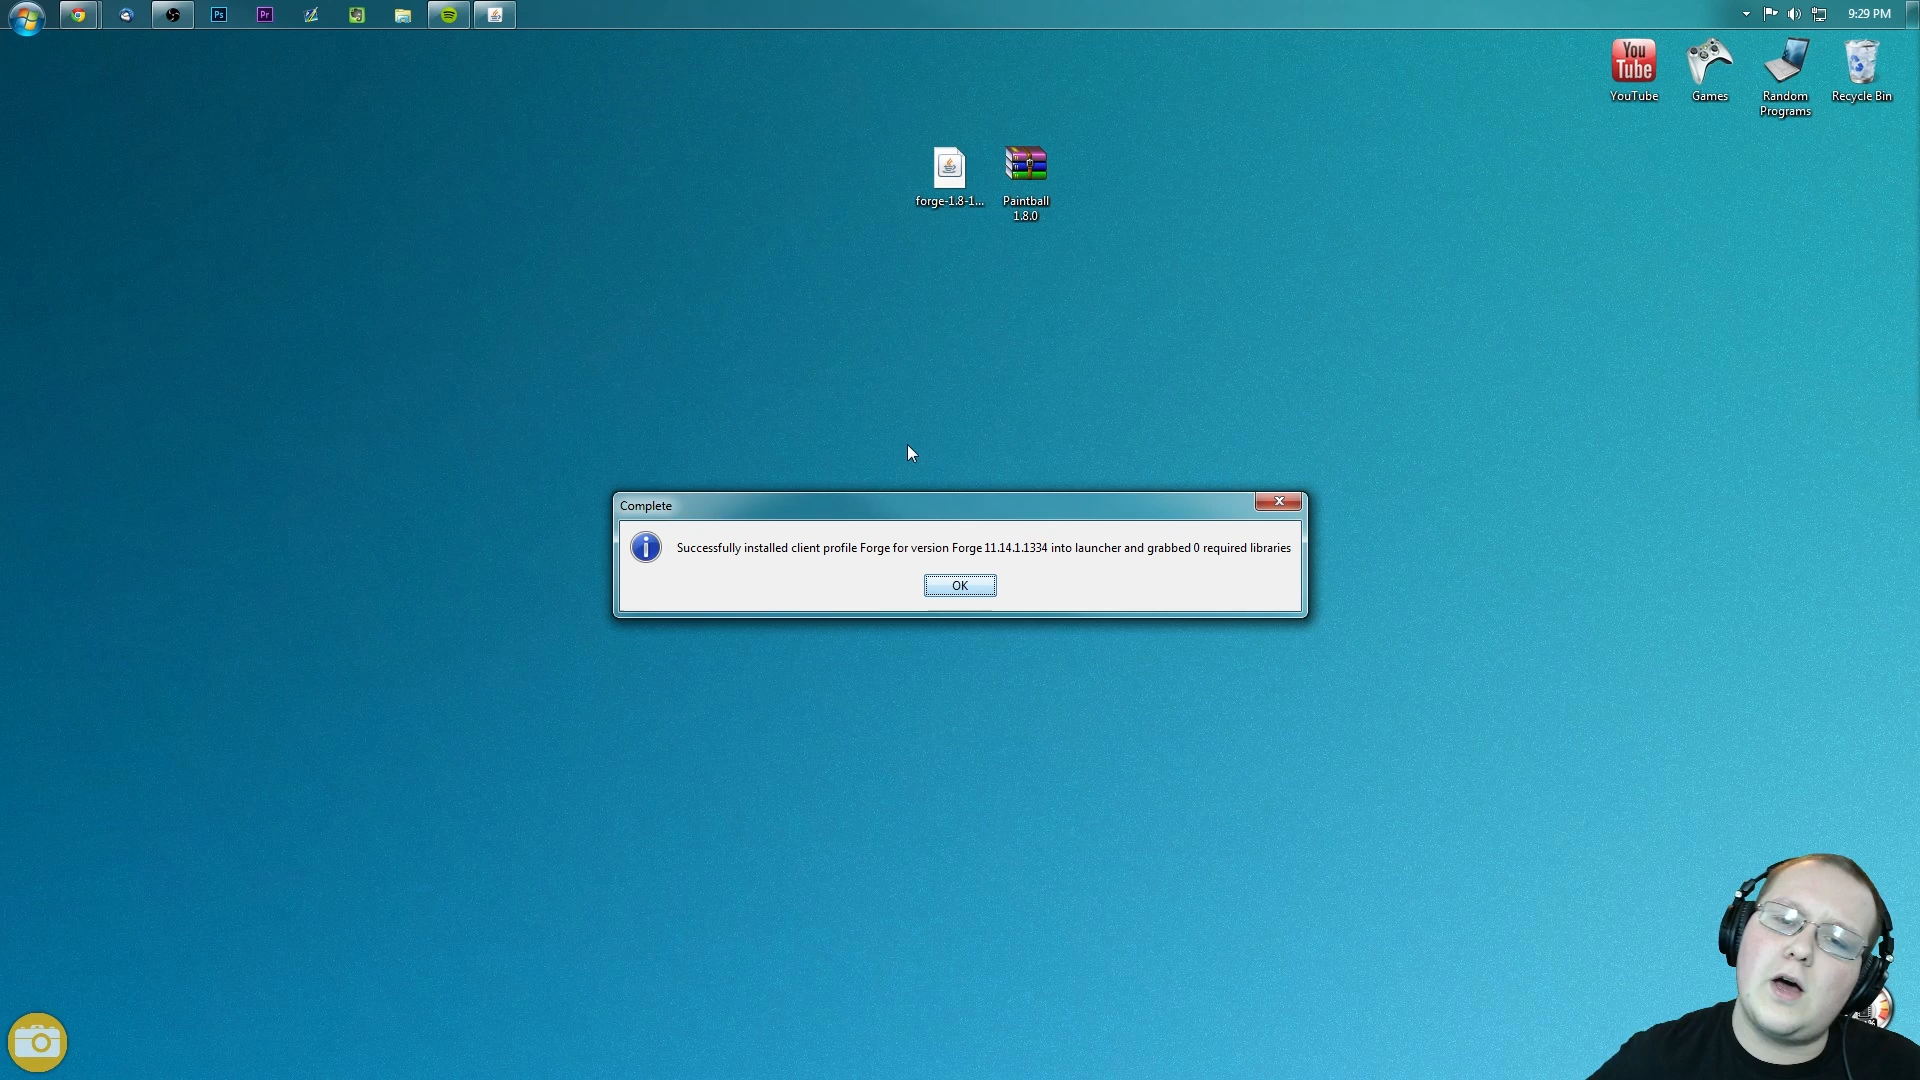 Ps
Pr
9:29 PM
You
Tube
YouTube
Games
Random
Programs
Recycle Bin
forge-1.8-1...
Paintball
1.8.0
Complete
Successfully installed client profile Forge for version Forge 11.14.1.1334 into launcher and grabbed 0 required libraries
OK